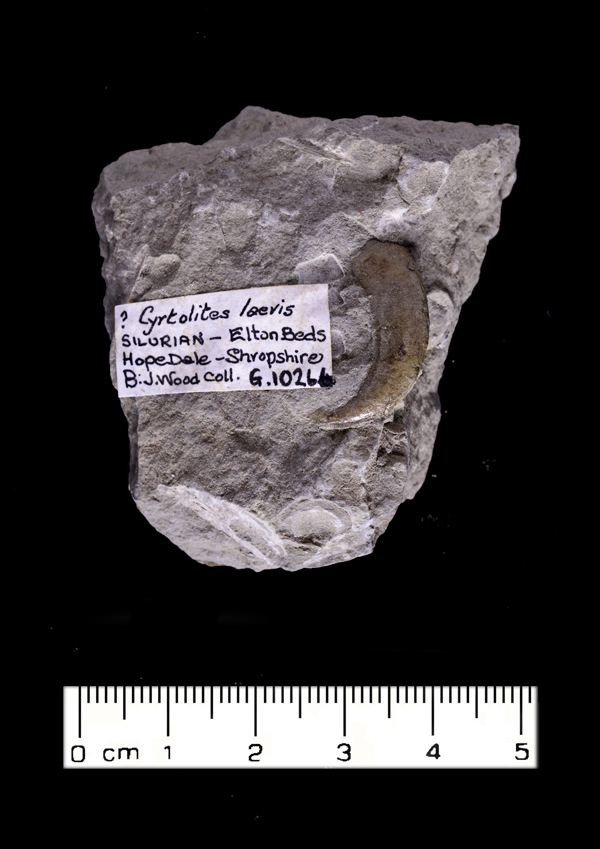 ? Cyrtolites laevis
SILURIAN - Elton Beds
Hope Dale - Shropshire
B.J. Wood Coll. G.10266
0 cm 1 2 3 4 5